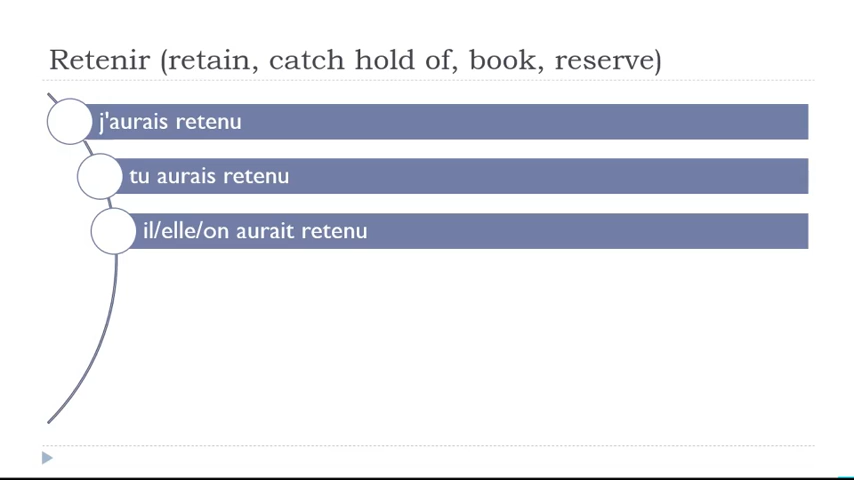 Retenir (retain, catch hold of, book, reserve)
j'aurais retenu
tu aurais retenu
il/elle/on aurait retenu